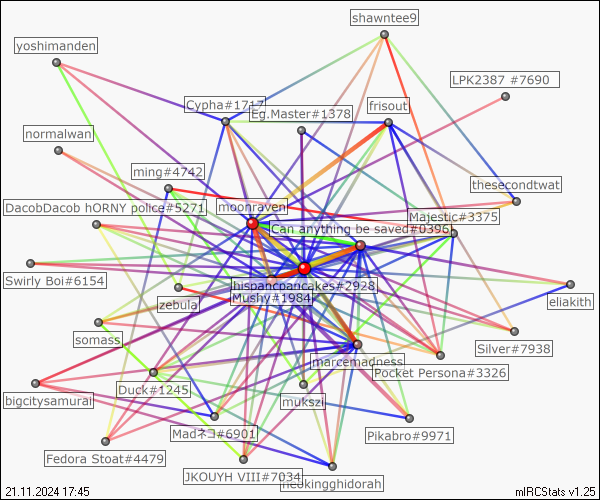 shawntee9
yoshimanden
LPK2387 #7690
Cypha#1717
Eg.Master#1378
frisout
normalwan
ming#4742
thesecondtwat
DacobDacob hORNY police#5271
moonraven
Majestic#3375
Can anything be saved#0396
Swirly Boi#6154
hispancpancakes#2928
zebula
Mushy#1984
eliakith
somass
Silver#7938
marcemadness
Pocket Persona#3326
Duck#1245
bigcitysamurai
mukszi
Madネコ#6901
Pikabro#9971
Fedora Stoat#4479
JKOUYH VIII#7034
neokingghidorah
21.11.2024 17:45
mIRCStats v1.25